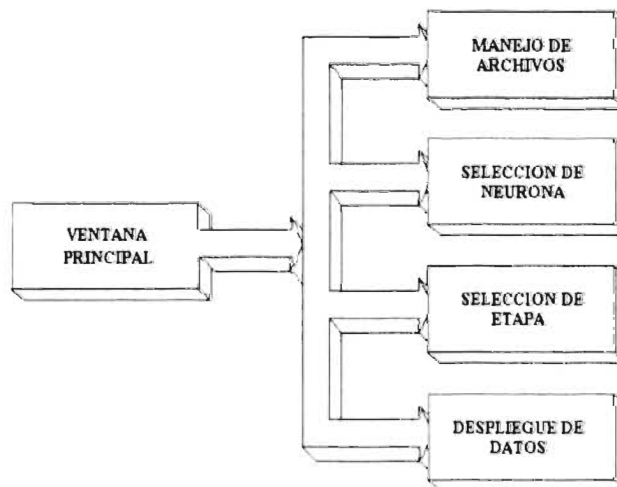 MANEJO DE
ARCHIVOS
SELECCION DE
NEURONA
VENTANA
PRINCIPAL
SELECCION DE
ETAPA
DESPLIEGUE DE
DATOS